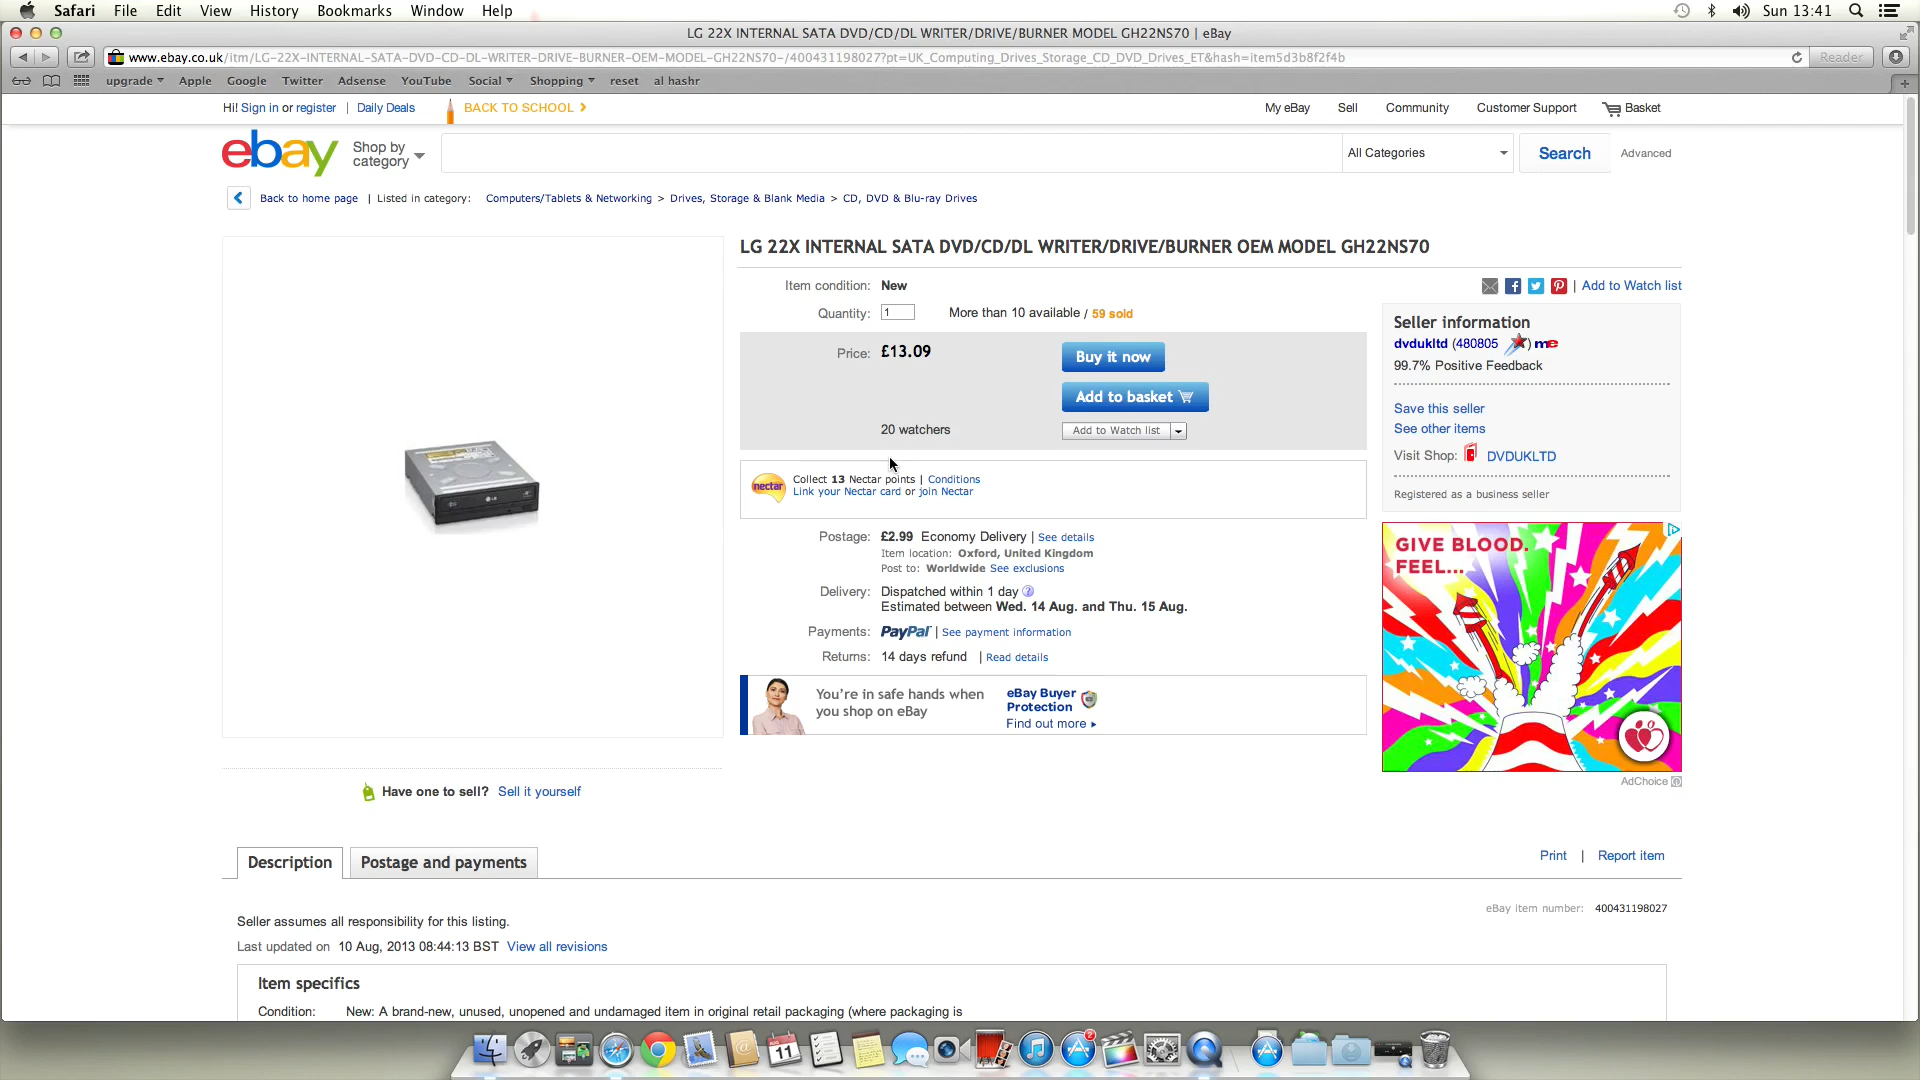 Safari File Edit View History Bookmarks Window Help Sun 13:41
LG 22X INTERNAL SATA DVD/CD/DL WRITER/DRIVE/BURNER MODEL GH22NS70 | eBay
www.ebay.co.uk/itm/LG-22X-INTERNAL-SATA-DVD-CD-DL-WRITER-DRIVE-BURNER-OEM-MODEL-GH22NS70-/400431198027?pt=UK_Computing_Drives_Storage_CD_DVD_Drives_ET&hash=item5d3b8f2f4b Reader
upgrade Apple Google Twitter Adsense YouTube Social Shopping reset al hashr
Hi! Sign in or register | Daily Deals BACK TO SCHOOL My eBay Sell Community Customer Support Basket
ebay Shop by category All Categories Search Advanced
Back to home page | Listed in category: Computers/Tablets & Networking > Drives, Storage & Blank Media > CD, DVD & Blu-ray Drives
LG 22X INTERNAL SATA DVD/CD/DL WRITER/DRIVE/BURNER OEM MODEL GH22NS70
Item condition: New
| Add to Watch list
Quantity: 1 More than 10 available / 59 sold
Price: £13.09 Buy it now
Add to basket
20 watchers Add to Watch list
nectar Collect 13 Nectar points | Conditions
Link your Nectar card or join Nectar
Postage: £2.99 Economy Delivery | See details
Item location: Oxford, United Kingdom
Post to: Worldwide See exclusions
Delivery: Dispatched within 1 day
Estimated between Wed. 14 Aug. and Thu. 15 Aug.
Payments: PayPal | See payment information
Returns: 14 days refund | Read details
You're in safe hands when
you shop on eBay
eBay Buyer
Protection
Find out more
Seller information
dvdukltd (480805 ) me
99.7% Positive Feedback
Save this seller
See other items
Visit Shop: DVDUKLTD
Registered as a business seller
GIVE BLOOD.
FEEL...
AdChoice
Have one to sell? Sell it yourself
Description Postage and payments Print | Report item
eBay item number: 400431198027
Seller assumes all responsibility for this listing.
Last updated on 10 Aug, 2013 08:44:13 BST View all revisions
Item specifics
Condition: New: A brand-new, unused, unopened and undamaged item in original retail packaging (where packaging is
AUG
11